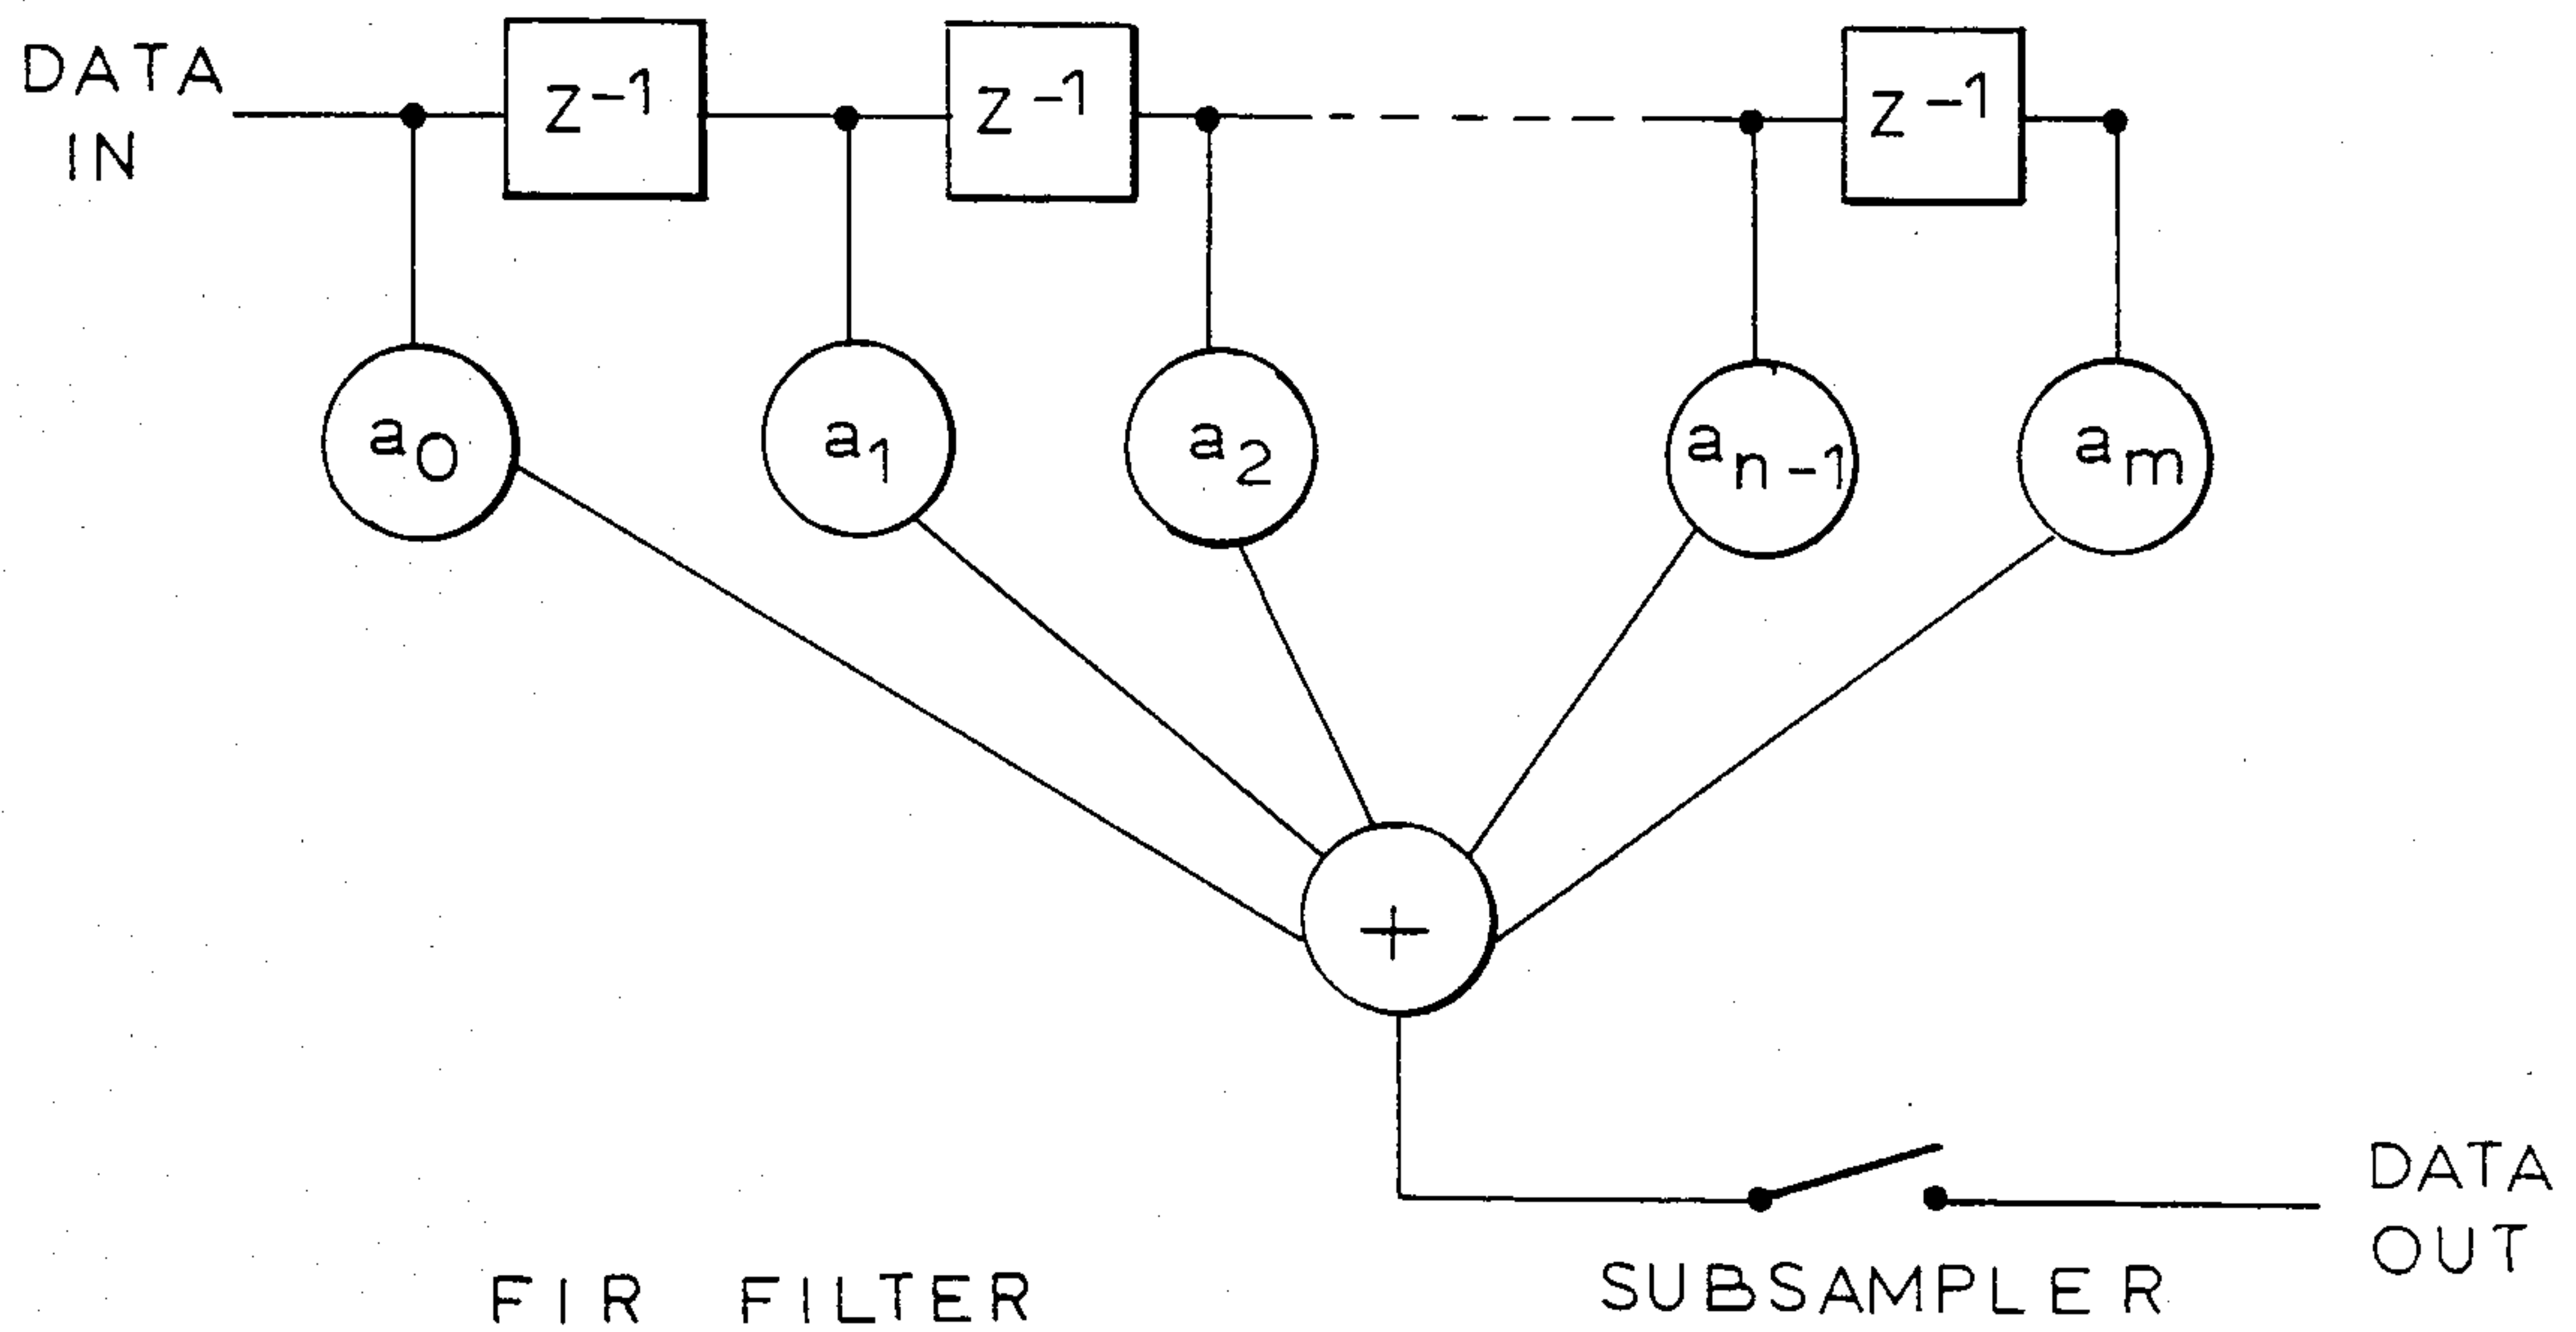 DATA
IN
Z⁻¹
Z⁻¹
Z⁻¹
a₀
a₁
a₂
aₙ₋₁
aₘ
+
DATA
OUT
FIR FILTER
SUBSAMPLER